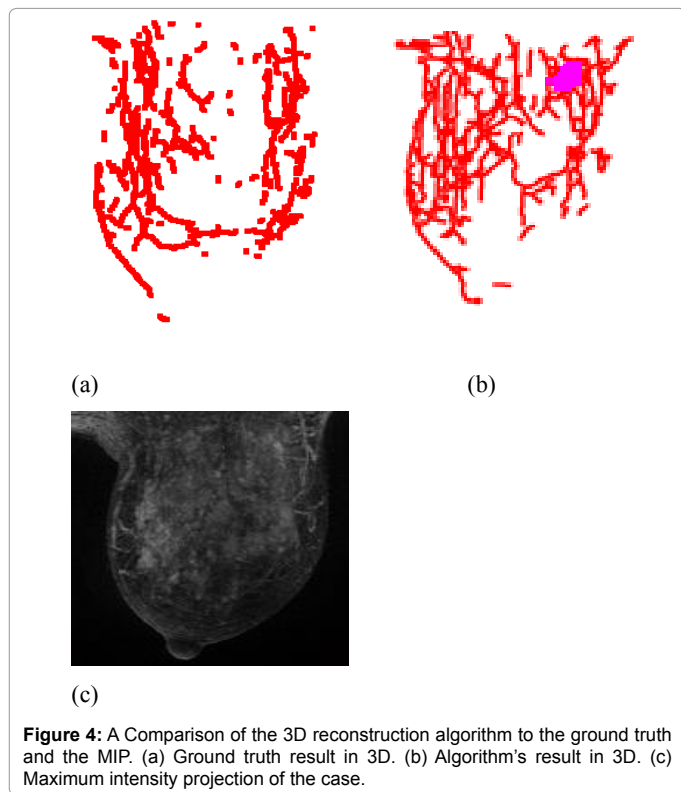 (a)
(b)
(c)
Figure 4: A Comparison of the 3D reconstruction algorithm to the ground truth
and the MIP. (a) Ground truth result in 3D. (b) Algorithm's result in 3D. (c)
Maximum intensity projection of the case.